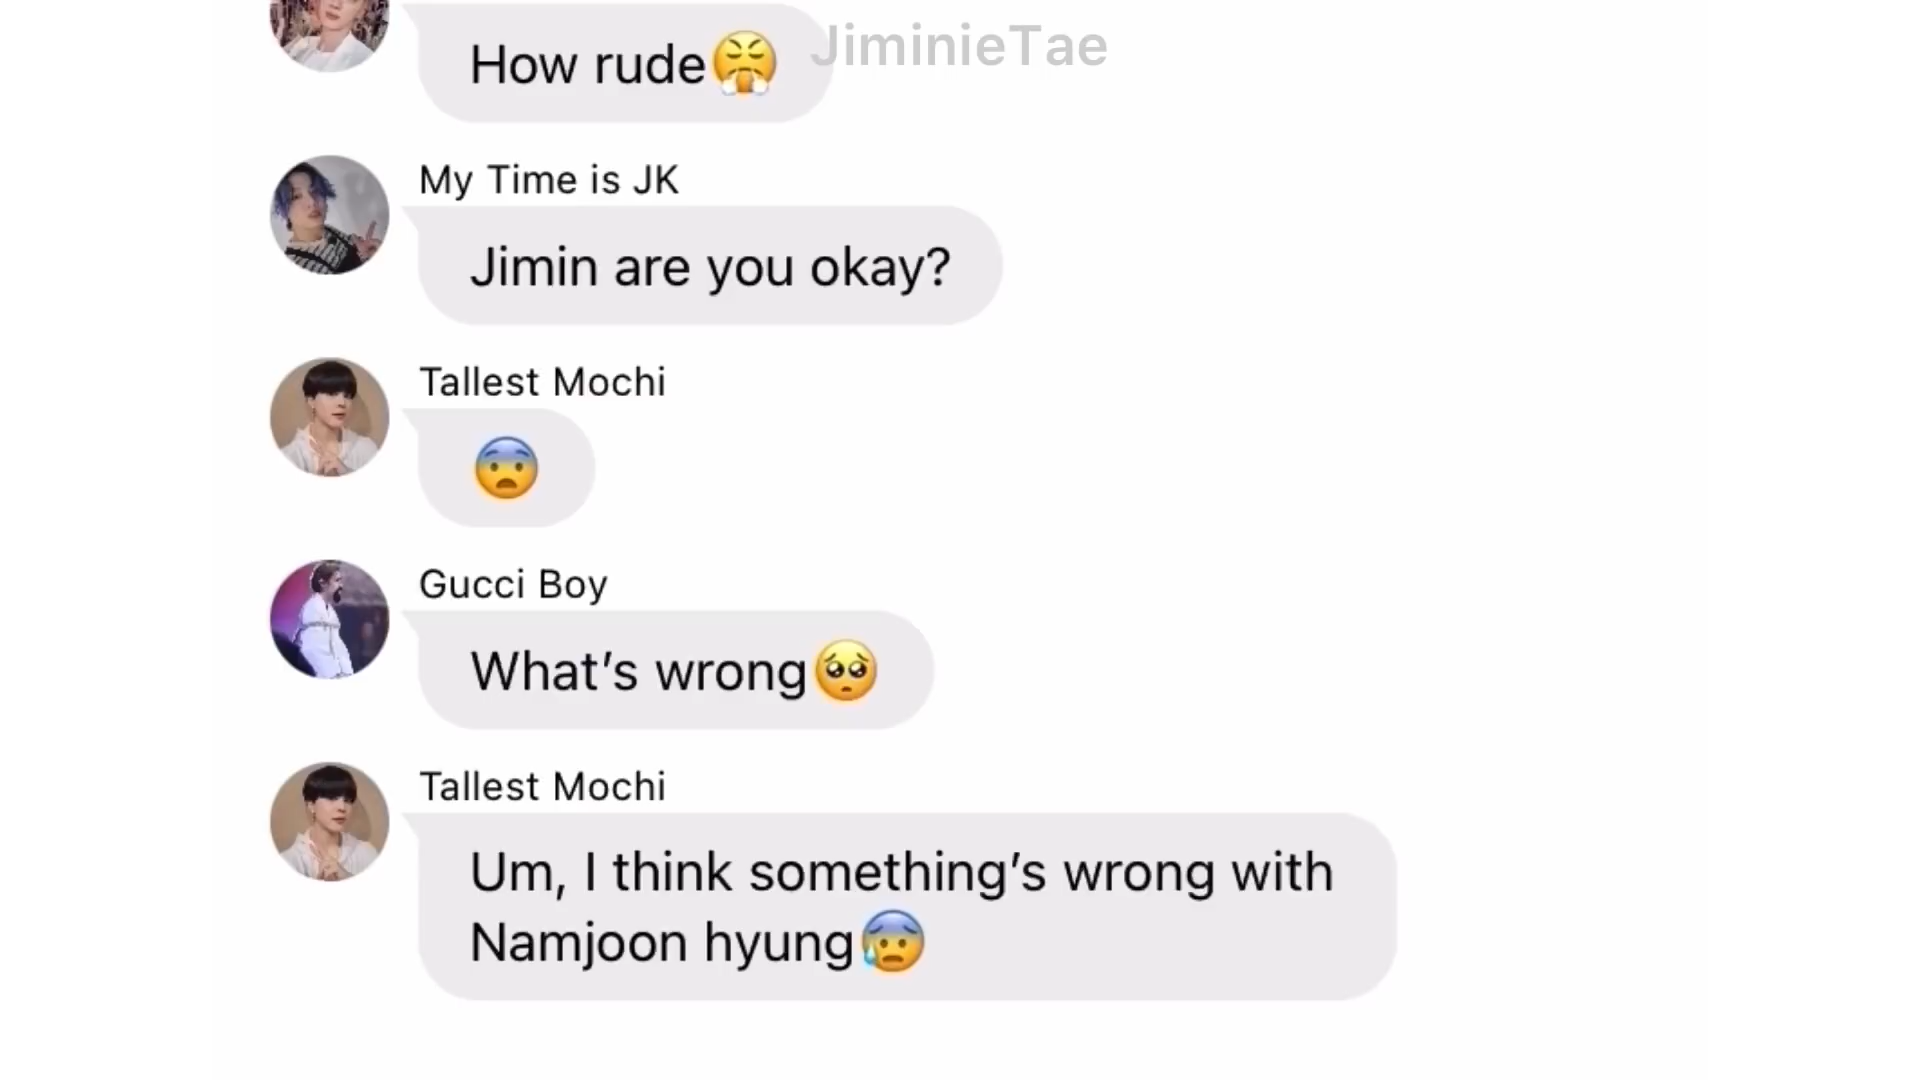 JiminieTae
How rude😤
My Time is JK
Jimin are you okay?
Tallest Mochi
😨
Gucci Boy
What’s wrong🥺
Tallest Mochi
Um, I think something’s wrong with
Namjoon hyung😰